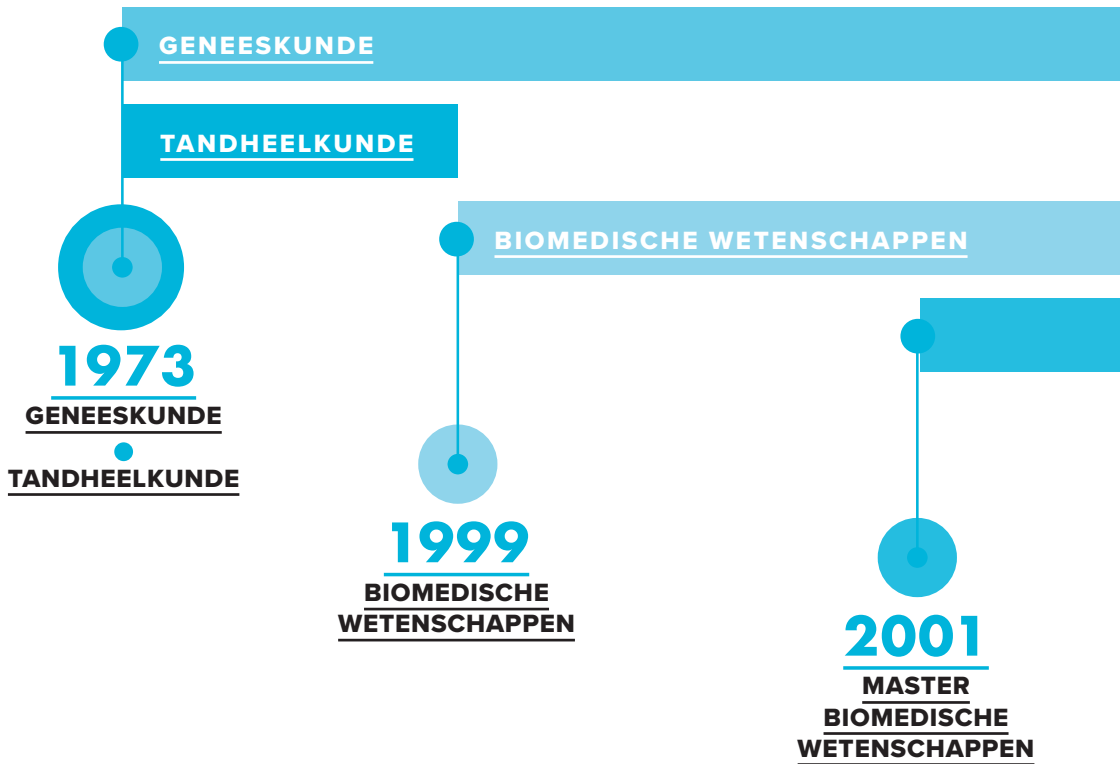 GENEESKUNDE
TANDHEELKUNDE
BIOMEDISCHE WETENSCHAPPEN
1973
GENEESKUNDE
TANDHEELKUNDE
1999
BIOMEDISCHE
WETENSCHAPPEN
2001
MASTER
BIOMEDISCHE
WETENSCHAPPEN